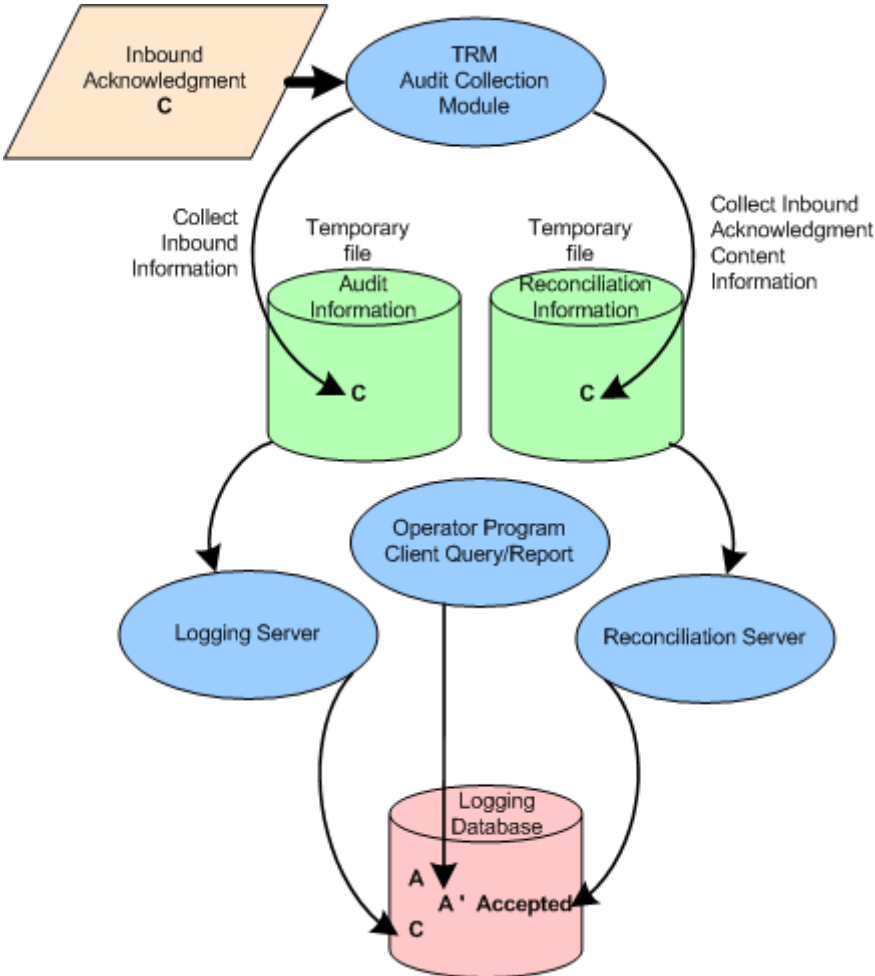 Inbound
Acknowledgment
C
TRM
Audit Collection
Module
Collect
Inbound
Information
Temporary
file
Audit
Information
C
Temporary
file
Reconciliation
Information
C
Collect Inbound
Acknowledgment
Content
Information
Operator Program
Client Query/Report
Logging Server
Reconciliation Server
Logging
Database
A
A ' Accepted
C